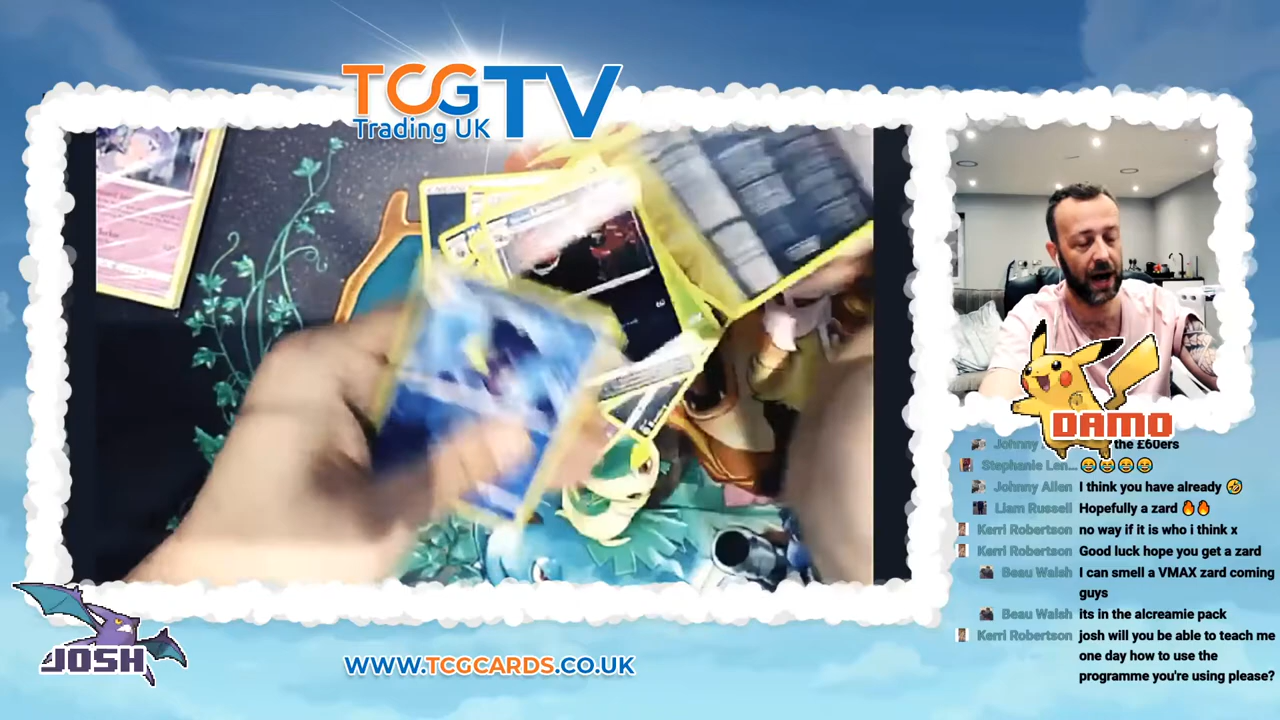 TCG TV
Trading UK
DAMO
Johnny the £60ers
Stephanie Len... 😂😂😂😂
Johnny Allen I think you have already 🤣
Liam Russell Hopefully a zard 🔥🔥
Kerri Robertson no way if it is who i think x
Kerri Robertson Good luck hope you get a zard
Beau Walsh I can smell a VMAX zard coming
guys
Beau Walsh its in the alcreamie pack
Kerri Robertson josh will you be able to teach me
one day how to use the
programme you're using please?
JOSH
WWW.TCGCARDS.CO.UK